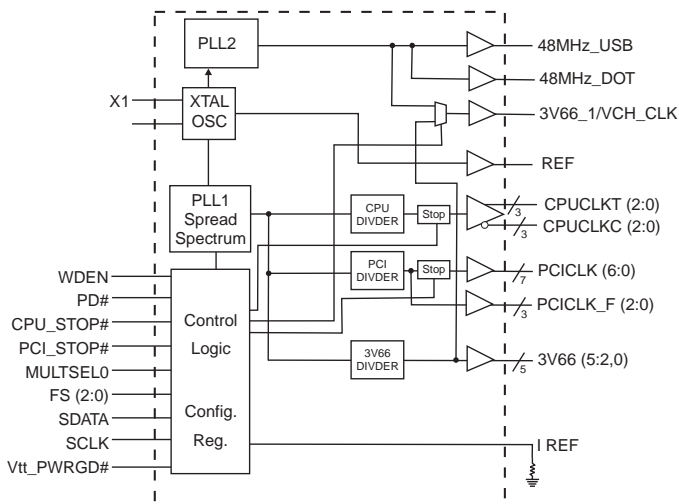 PLL2
48MHz_USB
48MHz_DOT
X1
XTAL
OSC
3V66_1/VCH_CLK
REF
PLL1
Spread
Spectrum
CPU
DIVDER
Stop
3
CPUCLKT (2:0)
3
CPUCLKC (2:0)
WDEN
PD#
CPU_STOP#
PCI_STOP#
MULTSEL0
FS (2:0)
SDATA
SCLK
Vtt_PWRGD#
Control
Logic
Config.
Reg.
PCI
DIVDER
Stop
7
PCICLK (6:0)
3
PCICLK_F (2:0)
3V66
DIVDER
5
3V66 (5:2,0)
I REF